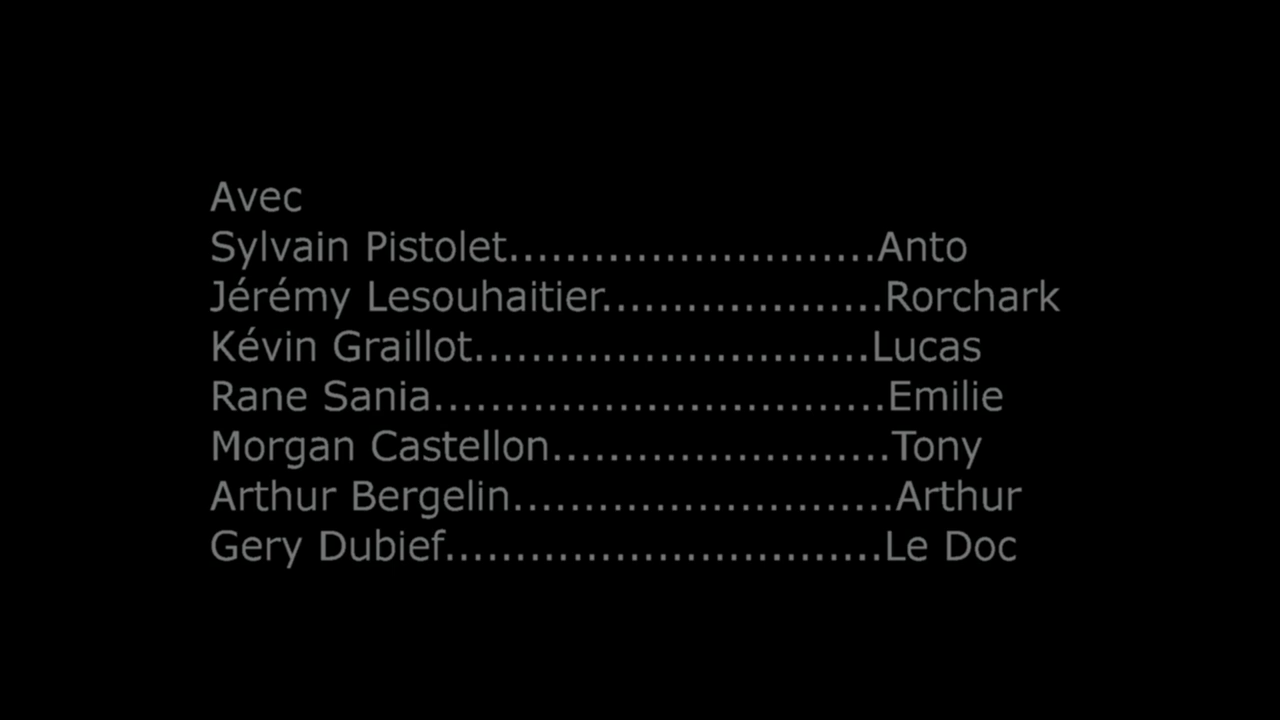 Avec
Sylvain Pistolet..........................Anto
Jérémy Lesouhaitier....................Rorchark
Kévin Graillot............................Lucas
Rane Sania................................Emilie
Morgan Castellon........................Tony
Arthur Bergelin...........................Arthur
Gery Dubief...............................Le Doc